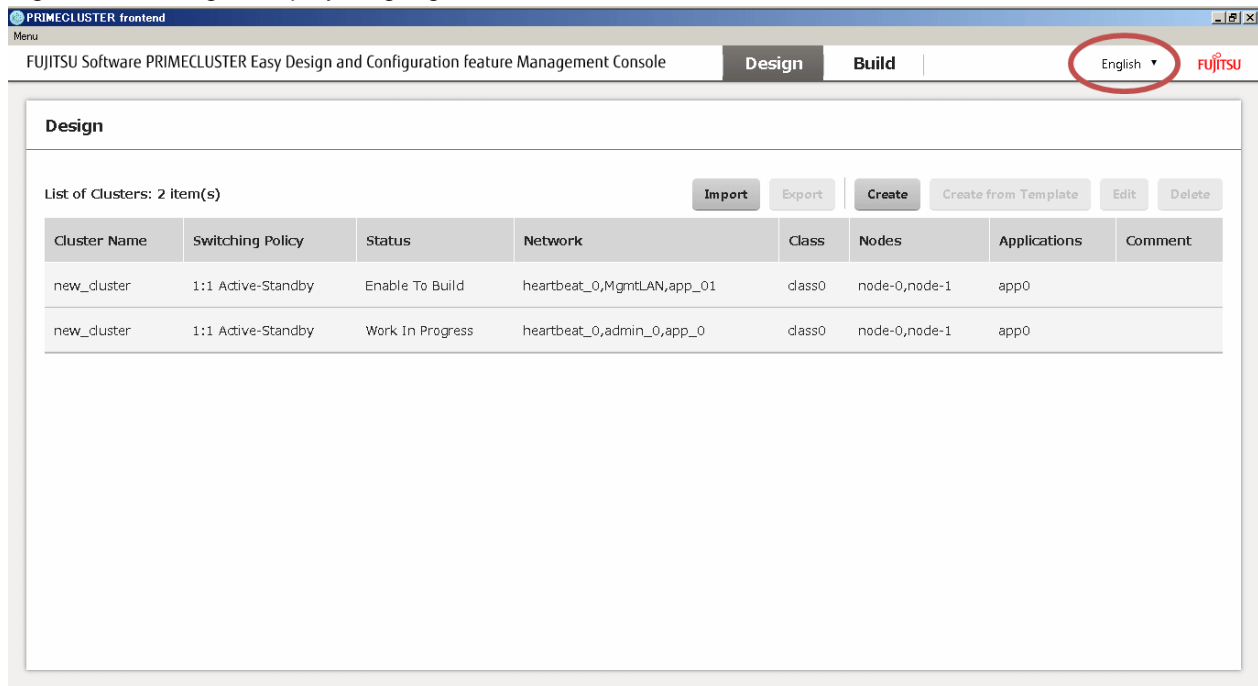 PRIMECLUSTER frontend
Menu
FUJITSU Software PRIMECLUSTER Easy Design and Configuration feature Management Console Design Build English ▼ FUJITSU
Design
List of Clusters: 2 item(s) Import Export Create Create from Template Edit Delete
Cluster Name Switching Policy Status Network Class Nodes Applications Comment
new_cluster 1:1 Active-Standby Enable To Build heartbeat_0,MgmtLAN,app_01 class0 node-0,node-1 app0
new_cluster 1:1 Active-Standby Work In Progress heartbeat_0,admin_0,app_0 class0 node-0,node-1 app0